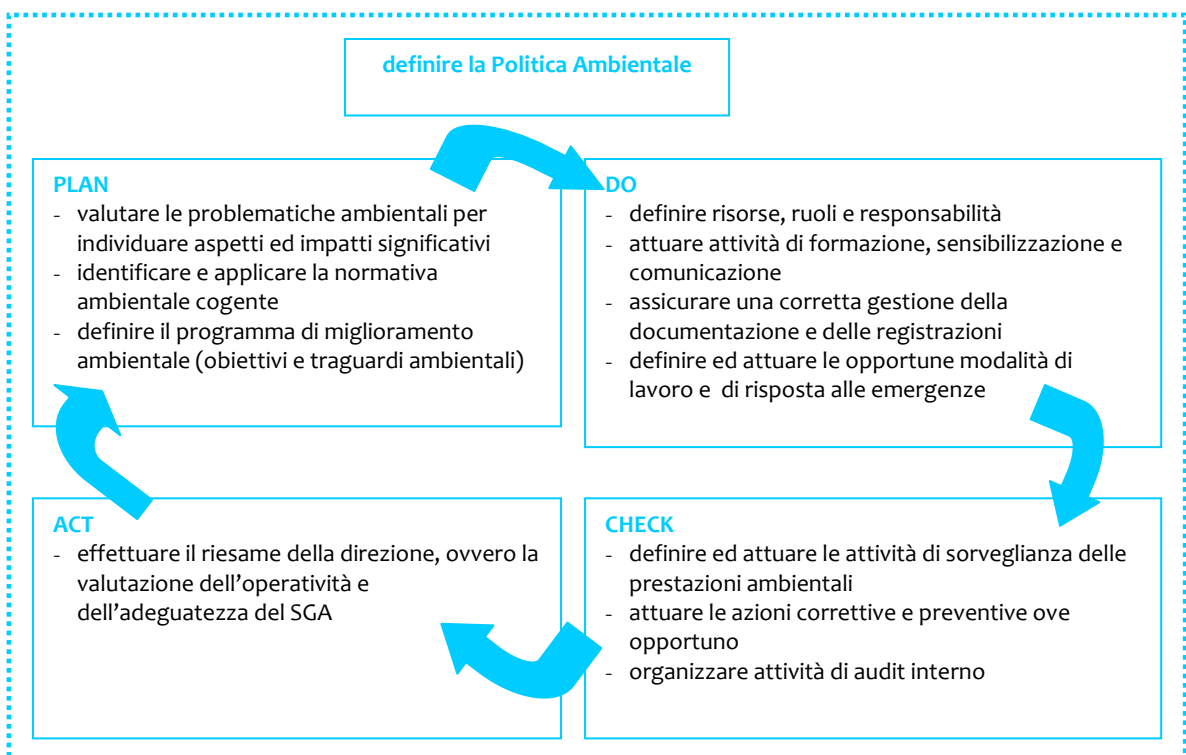 definire la Politica Ambientale
PLAN
- valutare le problematiche ambientali per
individuare aspetti ed impatti significativi
- identificare e applicare la normativa
ambientale cogente
- definire il programma di miglioramento
ambientale (obiettivi e traguardi ambientali)
DO
- definire risorse, ruoli e responsabilità
- attuare attività di formazione, sensibilizzazione e
comunicazione
- assicurare una corretta gestione della
documentazione e delle registrazioni
- definire ed attuare le opportune modalità di
lavoro e di risposta alle emergenze
ACT
- effettuare il riesame della direzione, ovvero la
valutazione dell’operatività e
dell’adeguatezza del SGA
CHECK
- definire ed attuare le attività di sorveglianza delle
prestazioni ambientali
- attuare le azioni correttive e preventive ove
opportuno
- organizzare attività di audit interno